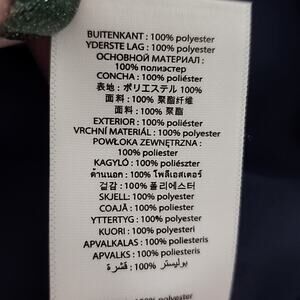 BUITENKANT : 100% polyester
YDERSTE LAG : 100% polyester
ОСНОВНОЙ МАТЕРИАЛ :
100% полиэстер
CONCHA : 100% poliéster
表地 : ポリエステル 100%
面料 : 100% 聚酯纤维
面料 : 100% 聚酯
EXTERIOR : 100% poliéster
VRCHNÍ MATERIÁL : 100% polyester
POWŁOKA ZEWNĘTRZNA :
100% poliester
KAGYLÓ : 100% poliészter
ด้านนอก : 100% โพลีเอสเตอร์
겉감 : 100% 폴리에스터
SKJELL: 100% polyester
COAJĂ : 100% poliester
YTTERTYG : 100% polyester
KUORI : 100% polyesteri
APVALKALAS : 100% poliesteris
APVALKS : 100% poliesteris
بوليستر %100 : قشرة